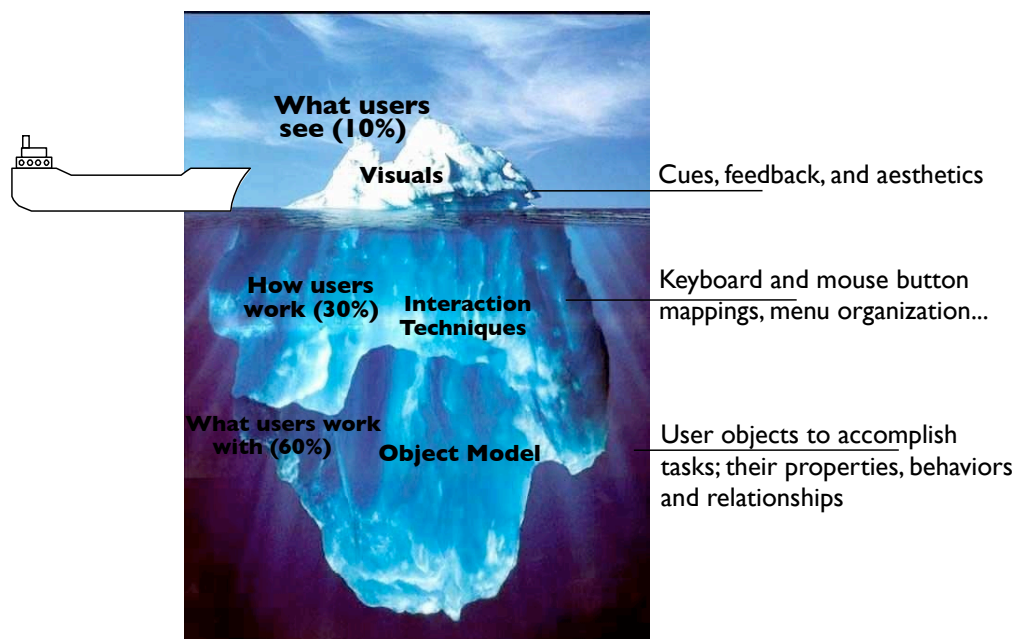 What users
see (10%)
Visuals
Cues, feedback, and aesthetics
How users
work (30%)
Interaction
Techniques
Keyboard and mouse button
mappings, menu organization...
What users work
with (60%)
Object Model
User objects to accomplish
tasks; their properties, behaviors
and relationships